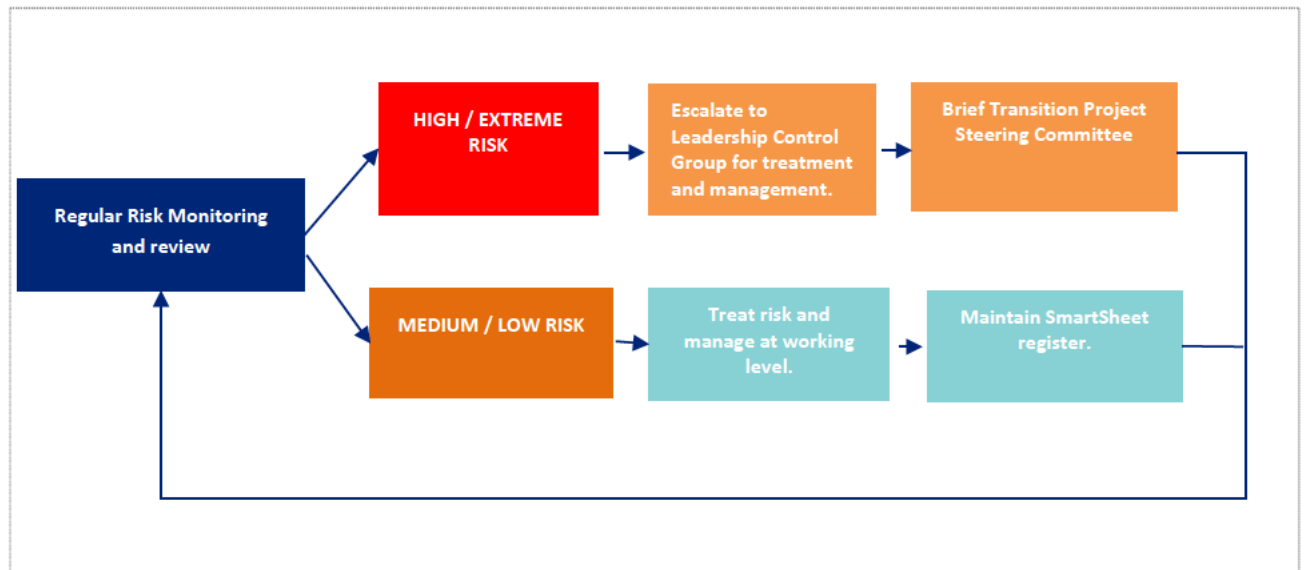 Regular Risk Monitoring
and review
HIGH / EXTREME
RISK
Escalate to
Leadership Control
Group for treatment
and management.
Brief Transition Project
Steering Committee
MEDIUM / LOW RISK
Treat risk and
manage at working
level.
Maintain SmartSheet
register.